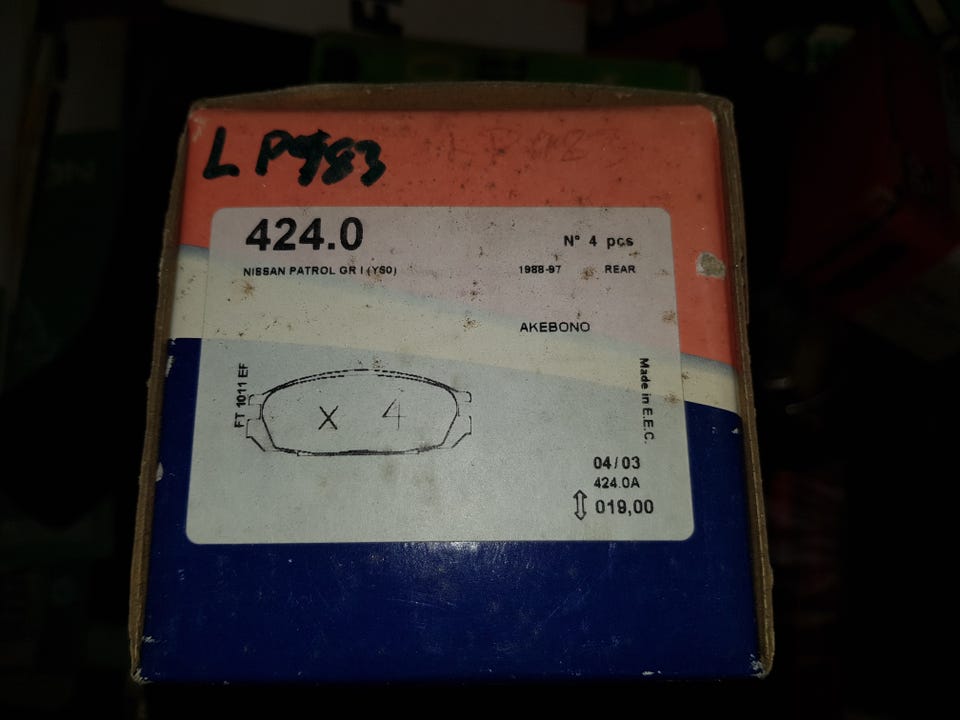 424.0
N° 4 pcs
NISSAN PATROL GR I (Y60)
1988-97
REAR
AKEBONO
FT 1011 EF
X 4
Made in E.E.C.
04/03
424.0A
019,00